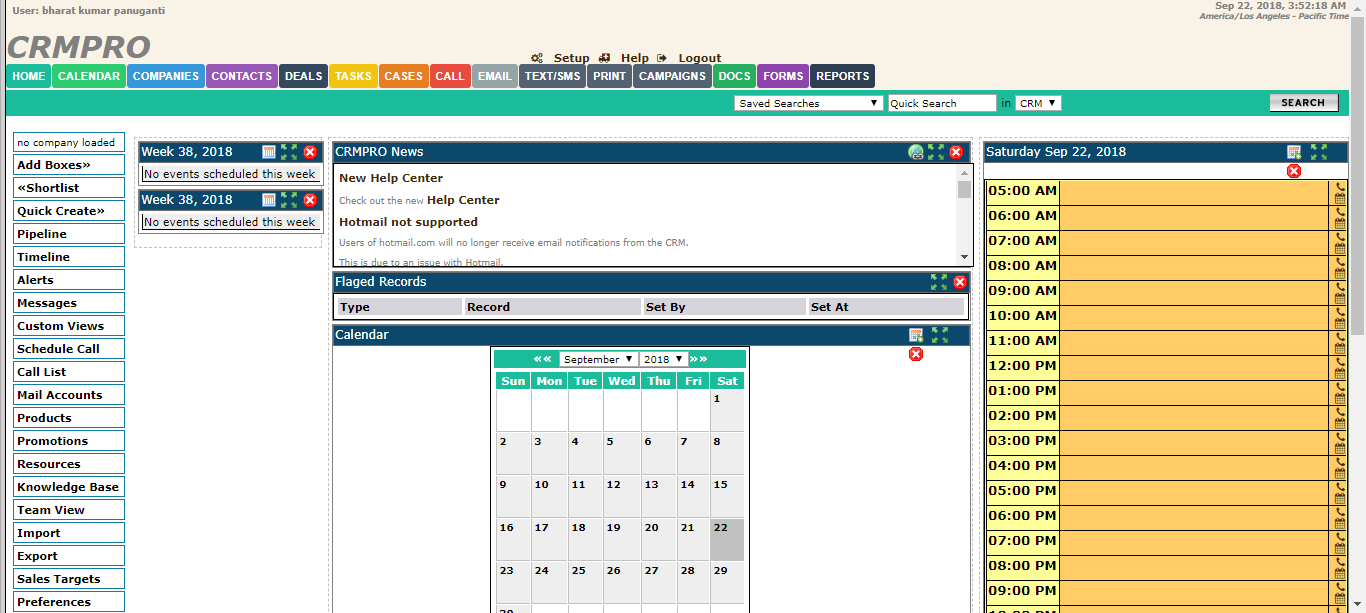 User: bharat kumar panuganti
Sep 22, 2018, 3:52:18 AM
America/Los Angeles - Pacific Time
CRMPRO
Setup Help Logout
HOME CALENDAR COMPANIES CONTACTS DEALS TASKS CASES CALL EMAIL TEXT/SMS PRINT CAMPAIGNS DOCS FORMS REPORTS
Saved Searches Quick Search in CRM SEARCH
no company loaded
Add Boxes»
«Shortlist
Quick Create»
Pipeline
Timeline
Alerts
Messages
Custom Views
Schedule Call
Call List
Mail Accounts
Products
Promotions
Resources
Knowledge Base
Team View
Import
Export
Sales Targets
Preferences
Week 38, 2018
No events scheduled this week
Week 38, 2018
No events scheduled this week
CRMPRO News
New Help Center
Check out the new Help Center
Hotmail not supported
Users of hotmail.com will no longer receive email notifications from the CRM.
This is due to an issue with Hotmail.
Flaged Records
Type Record Set By Set At
Calendar
«« September 2018 »»
Sun Mon Tue Wed Thu Fri Sat
1
2 3 4 5 6 7 8
9 10 11 12 13 14 15
16 17 18 19 20 21 22
23 24 25 26 27 28 29
30
Saturday Sep 22, 2018
05:00 AM
06:00 AM
07:00 AM
08:00 AM
09:00 AM
10:00 AM
11:00 AM
12:00 PM
01:00 PM
02:00 PM
03:00 PM
04:00 PM
05:00 PM
06:00 PM
07:00 PM
08:00 PM
09:00 PM
10:00 PM